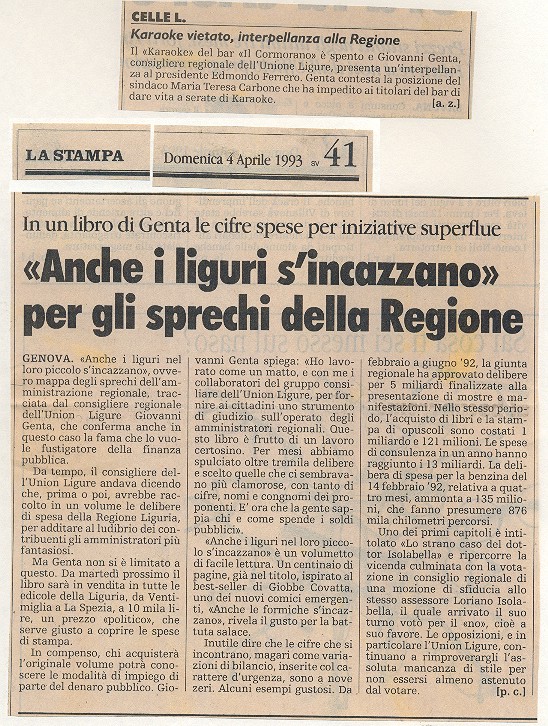 CELLE L.
Karaoke vietato, interpellanza alla Regione
Il «Karaoke» del bar «Il Cormorano» è spento e Giovanni Genta,
consigliere regionale dell'Unione Ligure, presenta un'interpellan-
za al presidente Edmondo Ferrero. Genta contesta la posizione del
sindaco Maria Teresa Carbone che ha impedito ai titolari del bar di
dare vita a serate di Karaoke. [a. z.]
LA STAMPA Domenica 4 Aprile 1993 SV 41
In un libro di Genta le cifre spese per iniziative superflue
«Anche i liguri s'incazzano»
per gli sprechi della Regione
GENOVA. «Anche i liguri nel
loro piccolo s'incazzano», ovve-
ro mappa degli sprechi dell'am-
ministrazione regionale, trac-
ciata dal consigliere regionale
dell'Union Ligure Giovanni
Genta, che conferma anche in
questo caso la fama che lo vuo-
le fustigatore della finanza
pubblica.
Da tempo, il consigliere del-
l'Union Ligure andava dicendo
che, prima o poi, avrebbe rac-
colto in un volume le delibere
di spesa della Regione Liguria,
per additare al ludibrio dei con-
tribuenti gli amministratori più
fantasiosi.
Ma Genta non si è limitato a
questo. Da martedì prossimo il
libro sarà in vendita in tutte le
edicole della Liguria, da Venti-
miglia a La Spezia, a 10 mila li-
re, un prezzo «politico», che
serve giusto a coprire le spese
di stampa.
In compenso, chi acquisterà
l'originale volume potrà cono-
scere le modalità di impiego di
parte del denaro pubblico. Gio-
vanni Genta spiega: «Ho lavora-
to come un matto, e con me i
collaboratori del gruppo consi-
liare dell'Union Ligure, per for-
nire ai cittadini uno strumento
di giudizio sull'operato degli
amministratori regionali. Que-
sto libro è frutto di un lavoro
certosino. Per mesi abbiamo
spulciato oltre tremila delibere
e scelto quelle che ci sembrava-
no più clamorose, con tanto di
cifre, nomi e cognomi dei pro-
ponenti. E' ora che la gente sap-
pia chi e come spende i soldi
pubblici».
«Anche i liguri nel loro picco-
lo s'incazzano» è un volumetto
di facile lettura. Un centinaio di
pagine, già nel titolo, ispirato al
best-seller di Giobbe Covatta,
uno dei nuovi comici emergen-
ti, «Anche le formiche s'incaz-
zano», rivela il gusto per la bat-
tuta salace.
Inutile dire che le cifre che si
incontrano, magari come varia-
zioni di bilancio, inserite col ca-
rattere d'urgenza, sono a nove
zeri. Alcuni esempi gustosi. Da
febbraio a giugno '92, la giunta
regionale ha approvato delibere
per 5 miliardi finalizzate alla
presentazione di mostre e ma-
nifestazioni. Nello stesso perio-
do, l'acquisto di libri e la stampa
di opuscoli sono costati 1
miliardo e 121 milioni. Le spese
di consulenza in un anno hanno
raggiunto i 13 miliardi. La deli-
bera di spesa per la benzina del
14 febbraio '92, relativa a quat-
tro mesi, ammonta a 135 milio-
ni, che fanno presumere 876
mila chilometri percorsi.
Uno dei primi capitoli è inti-
tolato «Lo strano caso del dot-
tor Isolabella» e ripercorre la
vicenda culminata con la vota-
zione in consiglio regionale di
una mozione di sfiducia allo
stesso assessore Loriano Isola-
bella, il quale arrivato il suo
turno votò per il «no», cioè a
suo favore. Le opposizioni, e in
particolare l'Union Ligure, con-
tinuano a rimproverargli l'as-
soluta mancanza di stile per
non essersi almeno astenuto
dal votare. [p. c.]